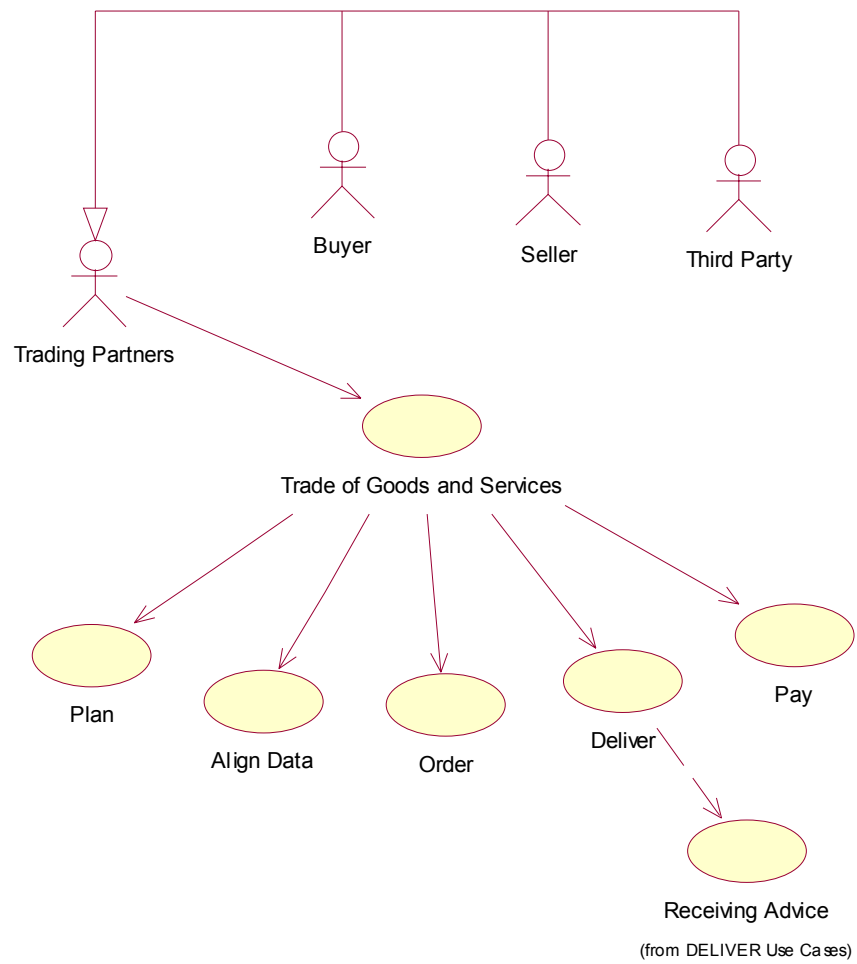 Buyer
Seller
Third Party
Trading Partners
Trade of Goods and Services
Plan
Align Data
Order
Deliver
Pay
Receiving Advice
(from DELIVER Use Cases)